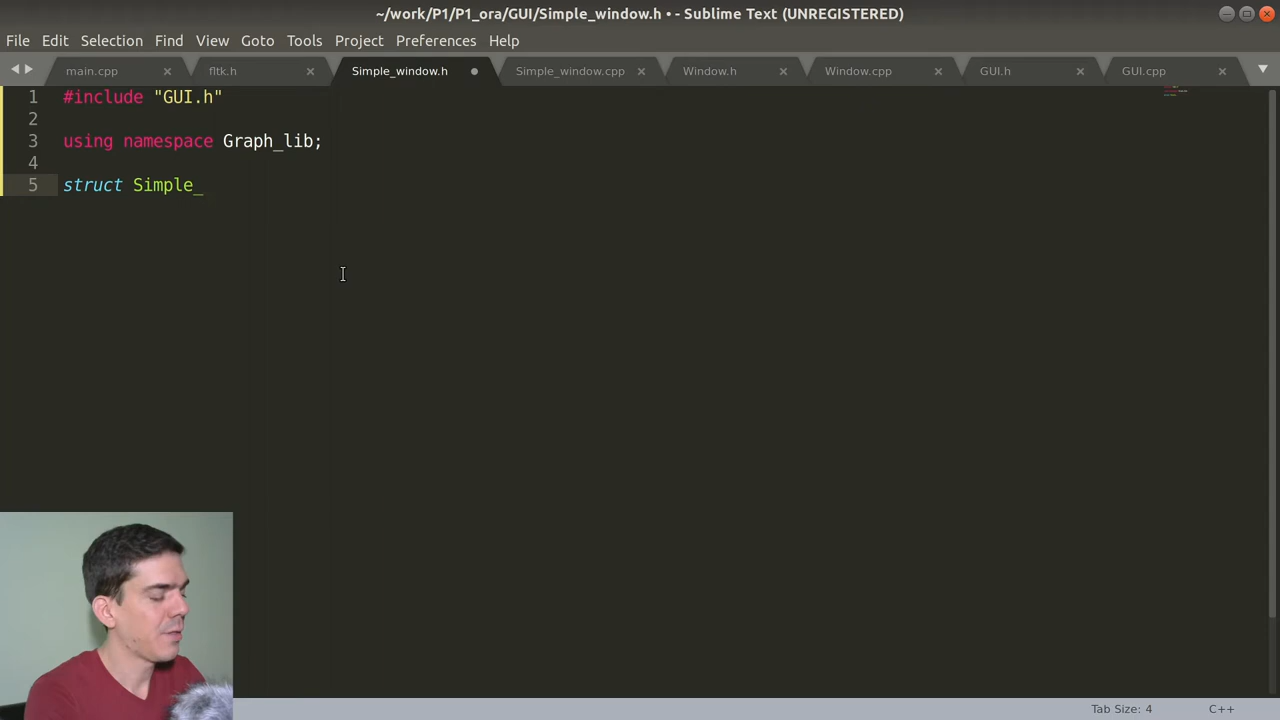 ~/work/P1/P1_ora/GUI/Simple_window.h • - Sublime Text (UNREGISTERED)
File Edit Selection Find View Goto Tools Project Preferences Help
main.cpp × fltk.h × Simple_window.h Simple_window.cpp × Window.h × Window.cpp × GUI.h × GUI.cpp ×
1 #include "GUI.h"
2
3 using namespace Graph_lib;
4
5 struct Simple_
Tab Size: 4 C++